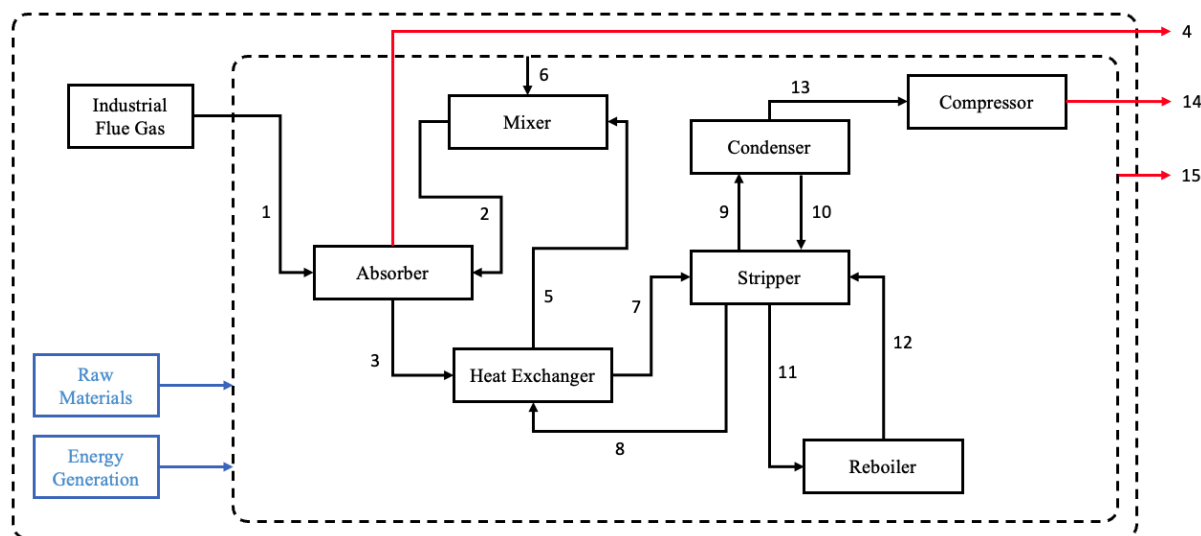 4
6
13
14
Industrial
Flue Gas
Mixer
Compressor
Condenser
15
1
2
9
10
Absorber
Stripper
5
7
3
12
Heat Exchanger
11
Raw
Materials
8
Energy
Generation
Reboiler